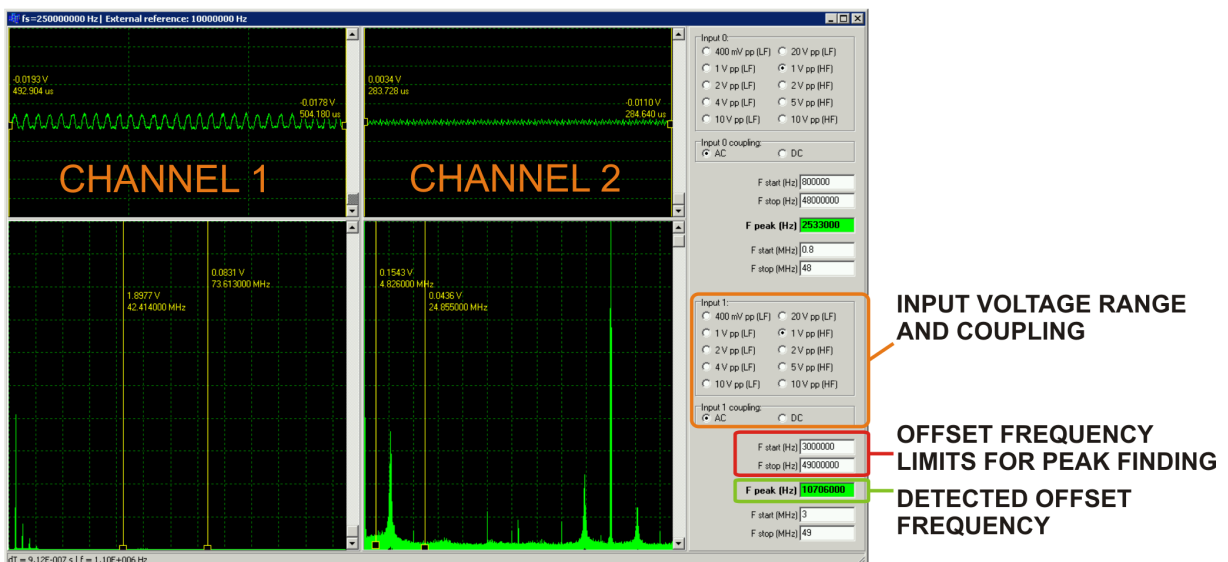 fs=250000000 Hz| External reference: 10000000 Hz
-0.0193 V
492.904 us
-0.0178 V
504.180 us
CHANNEL 1
0.0034 V
283.728 us
-0.0110 V
284.640 us
CHANNEL 2
1.8977 V
42.414000 MHz
0.0831 V
73.613000 MHz
0.1543 V
4.826000 MHz
0.0436 V
24.855000 MHz
Input 0:
400 mV pp (LF) 20 V pp (LF)
1 V pp (LF) 1 V pp (HF)
2 V pp (LF) 2 V pp (HF)
4 V pp (LF) 5 V pp (HF)
10 V pp (LF) 10 V pp (HF)
Input 0 coupling:
AC DC
F start (Hz) 800000
F stop (Hz) 48000000
F peak (Hz) 2533000
F start (MHz) 0.8
F stop (MHz) 48
Input 1:
400 mV pp (LF) 20 V pp (LF)
1 V pp (LF) 1 V pp (HF)
2 V pp (LF) 2 V pp (HF)
4 V pp (LF) 5 V pp (HF)
10 V pp (LF) 10 V pp (HF)
Input 1 coupling:
AC DC
F start (Hz) 3000000
F stop (Hz) 49000000
F peak (Hz) 10706000
F start (MHz) 3
F stop (MHz) 49
INPUT VOLTAGE RANGE
AND COUPLING
OFFSET FREQUENCY
LIMITS FOR PEAK FINDING
DETECTED OFFSET
FREQUENCY
dT = 9.12E-007 s | f = 1.10E+006 Hz